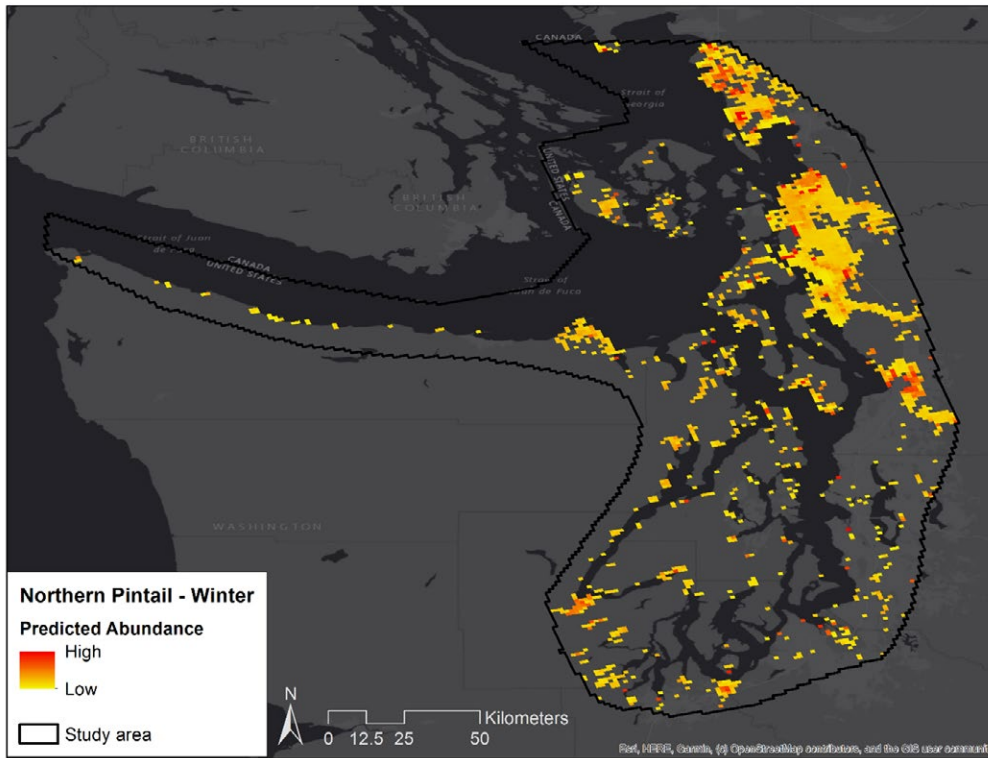 CANADA
Strait of
Georgia
BRITISH
COLUMBIA
UNITED STATES
CANADA
BRITISH
COLUMBIA
Strait of Juan
de Fuca
CANADA
UNITED STATES
Strait of
Juan de Fuca
WASHINGTON
Northern Pintail - Winter
Predicted Abundance
High
Low
Study area
N
Kilometers
0 12.5 25 50
Esri, HERE, Garmin, (c) OpenStreetMap contributors, and the GIS user communit